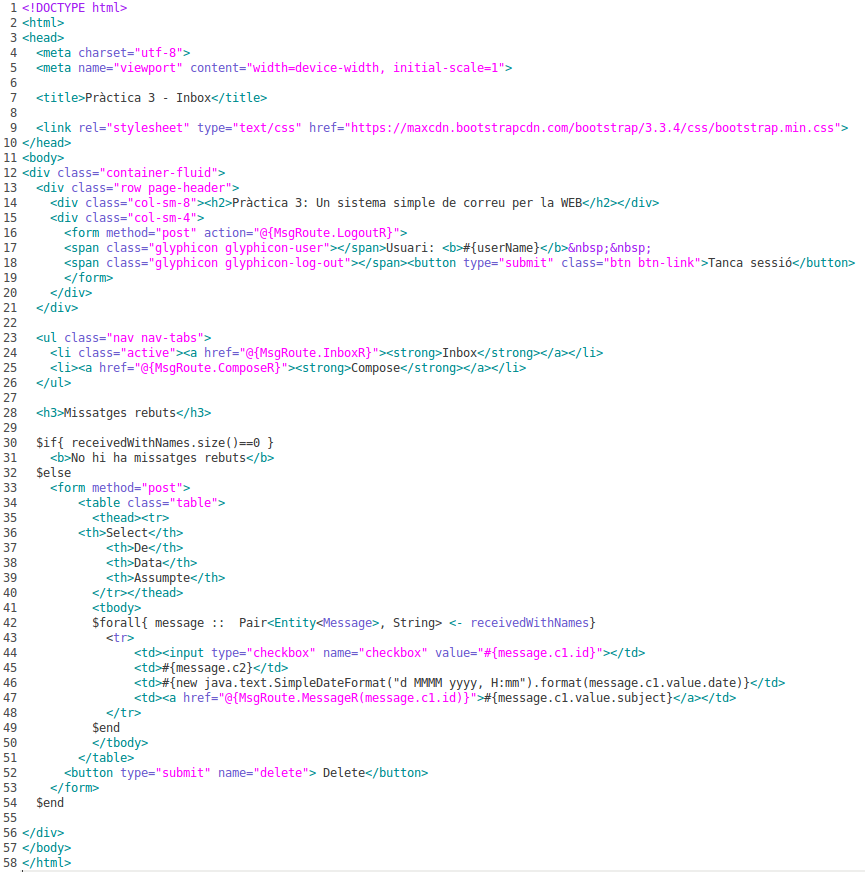 1 <!DOCTYPE html>
2 <html>
3 <head>
4   <meta charset="utf-8">
5   <meta name="viewport" content="width=device-width, initial-scale=1">
6
7   <title>Pràctica 3 - Inbox</title>
8
9   <link rel="stylesheet" type="text/css" href="https://maxcdn.bootstrapcdn.com/bootstrap/3.3.4/css/bootstrap.min.css">
10 </head>
11 <body>
12 <div class="container-fluid">
13   <div class="row page-header">
14     <div class="col-sm-8"><h2>Pràctica 3: Un sistema simple de correu per la WEB</h2></div>
15     <div class="col-sm-4">
16       <form method="post" action="@{MsgRoute.LogoutR}">
17       <span class="glyphicon glyphicon-user"></span>Usuari: <b>#{userName}</b>&nbsp;&nbsp;
18       <span class="glyphicon glyphicon-log-out"></span><button type="submit" class="btn btn-link">Tanca sessió</button>
19       </form>
20     </div>
21   </div>
22
23   <ul class="nav nav-tabs">
24     <li class="active"><a href="@{MsgRoute.InboxR}"><strong>Inbox</strong></a></li>
25     <li><a href="@{MsgRoute.ComposeR}"><strong>Compose</strong></a></li>
26   </ul>
27
28   <h3>Missatges rebuts</h3>
29
30   $if{ receivedWithNames.size()==0 }
31     <b>No hi ha missatges rebuts</b>
32   $else
33     <form method="post">
34         <table class="table">
35           <thead><tr>
36         <th>Select</th>
37             <th>De</th>
38             <th>Data</th>
39             <th>Assumpte</th>
40           </tr></thead>
41           <tbody>
42           $forall{ message ::  Pair<Entity<Message>, String> <- receivedWithNames}
43             <tr>
44                 <td><input type="checkbox" name="checkbox" value="#{message.c1.id}"></td>
45                 <td>#{message.c2}</td>
46                 <td>#{new java.text.SimpleDateFormat("d MMMM yyyy, H:mm").format(message.c1.value.date)}</td>
47                 <td><a href="@{MsgRoute.MessageR(message.c1.id)}">#{message.c1.value.subject}</a></td>
48             </tr>
49           $end
50           </tbody>
51         </table>
52       <button type="submit" name="delete"> Delete</button>
53     </form>
54   $end
55
56 </div>
57 </body>
58 </html>